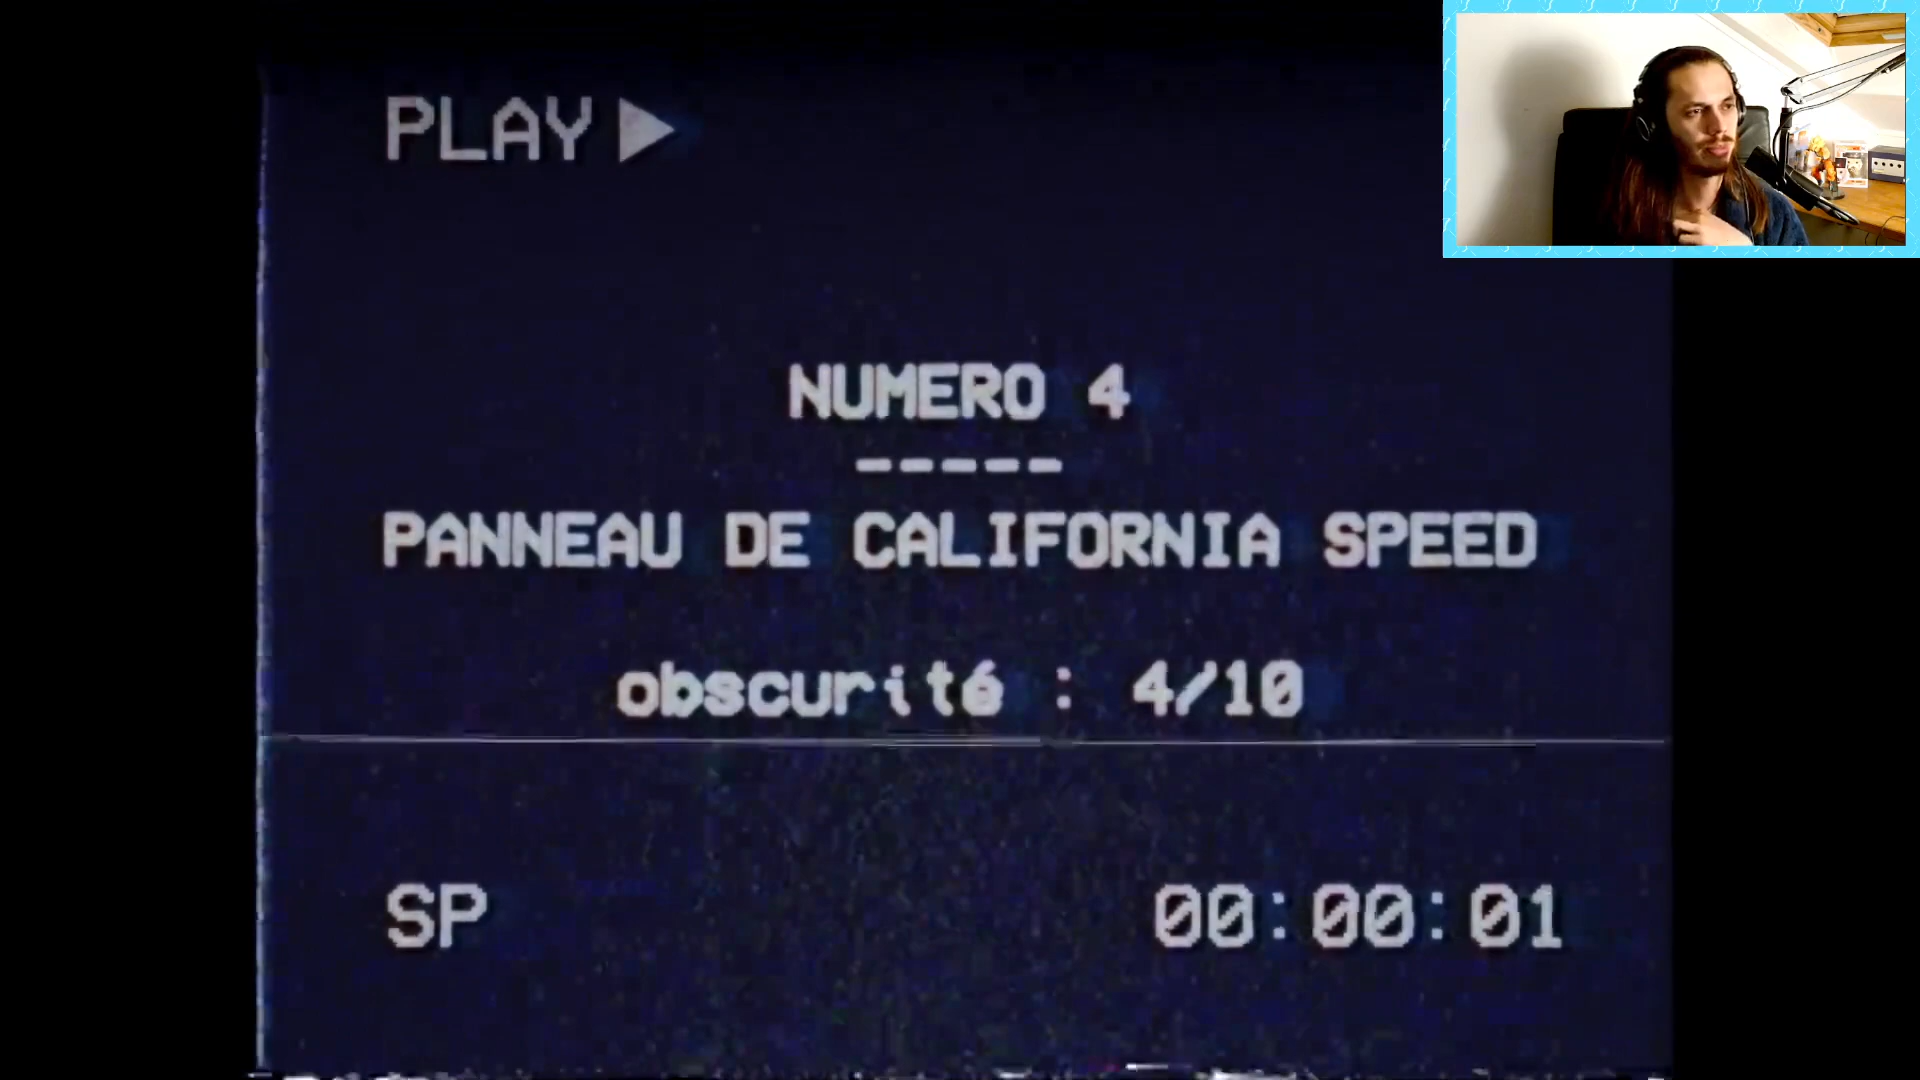 PLAY ▶
NUMERO 4
-----
PANNEAU DE CALIFORNIA SPEED
obscurité : 4/10
SP
00:00:01